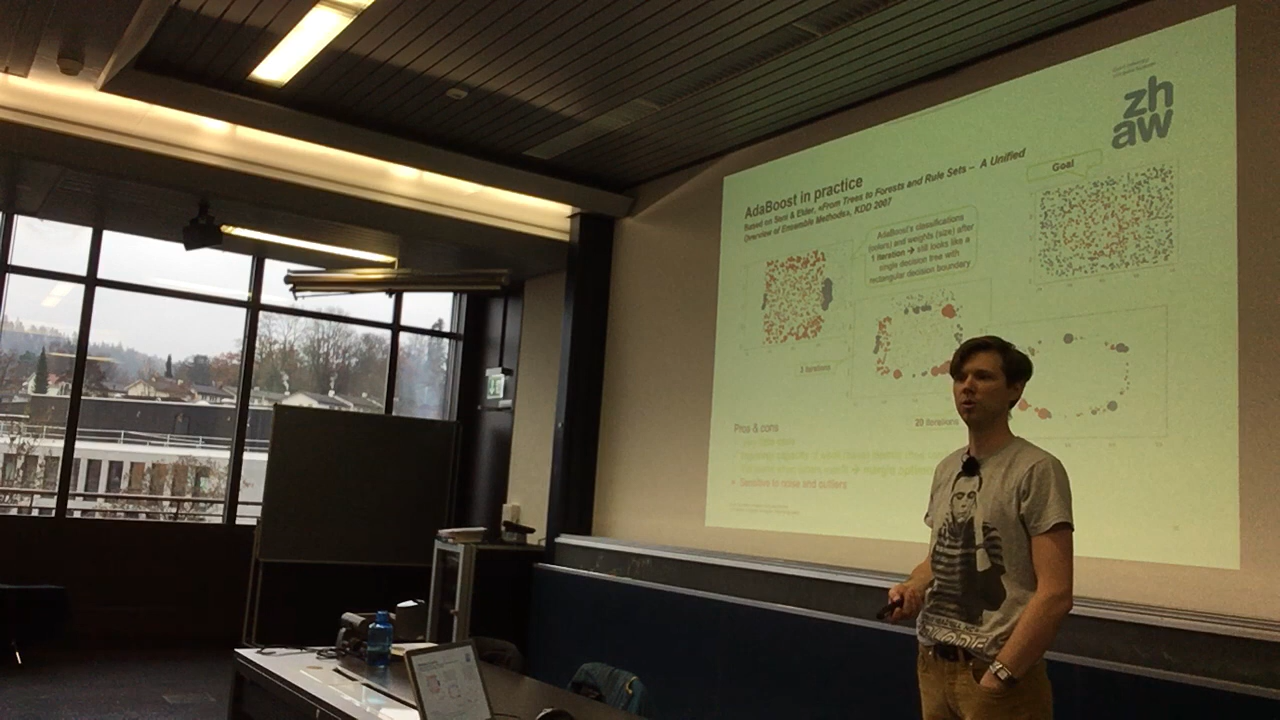 zh
aw
AdaBoost in practice
Based on Seni & Elder, «From Trees to Forests and Rule Sets – A Unified
Overview of Ensemble Methods», KDD 2007
Goal
AdaBoost's classifications
(colors) and weights (size) after
1 iteration → still looks like a
single decision tree with
rectangular decision boundary
3 iterations
20 iterations
Pros & cons
Sensitive to noise and outliers